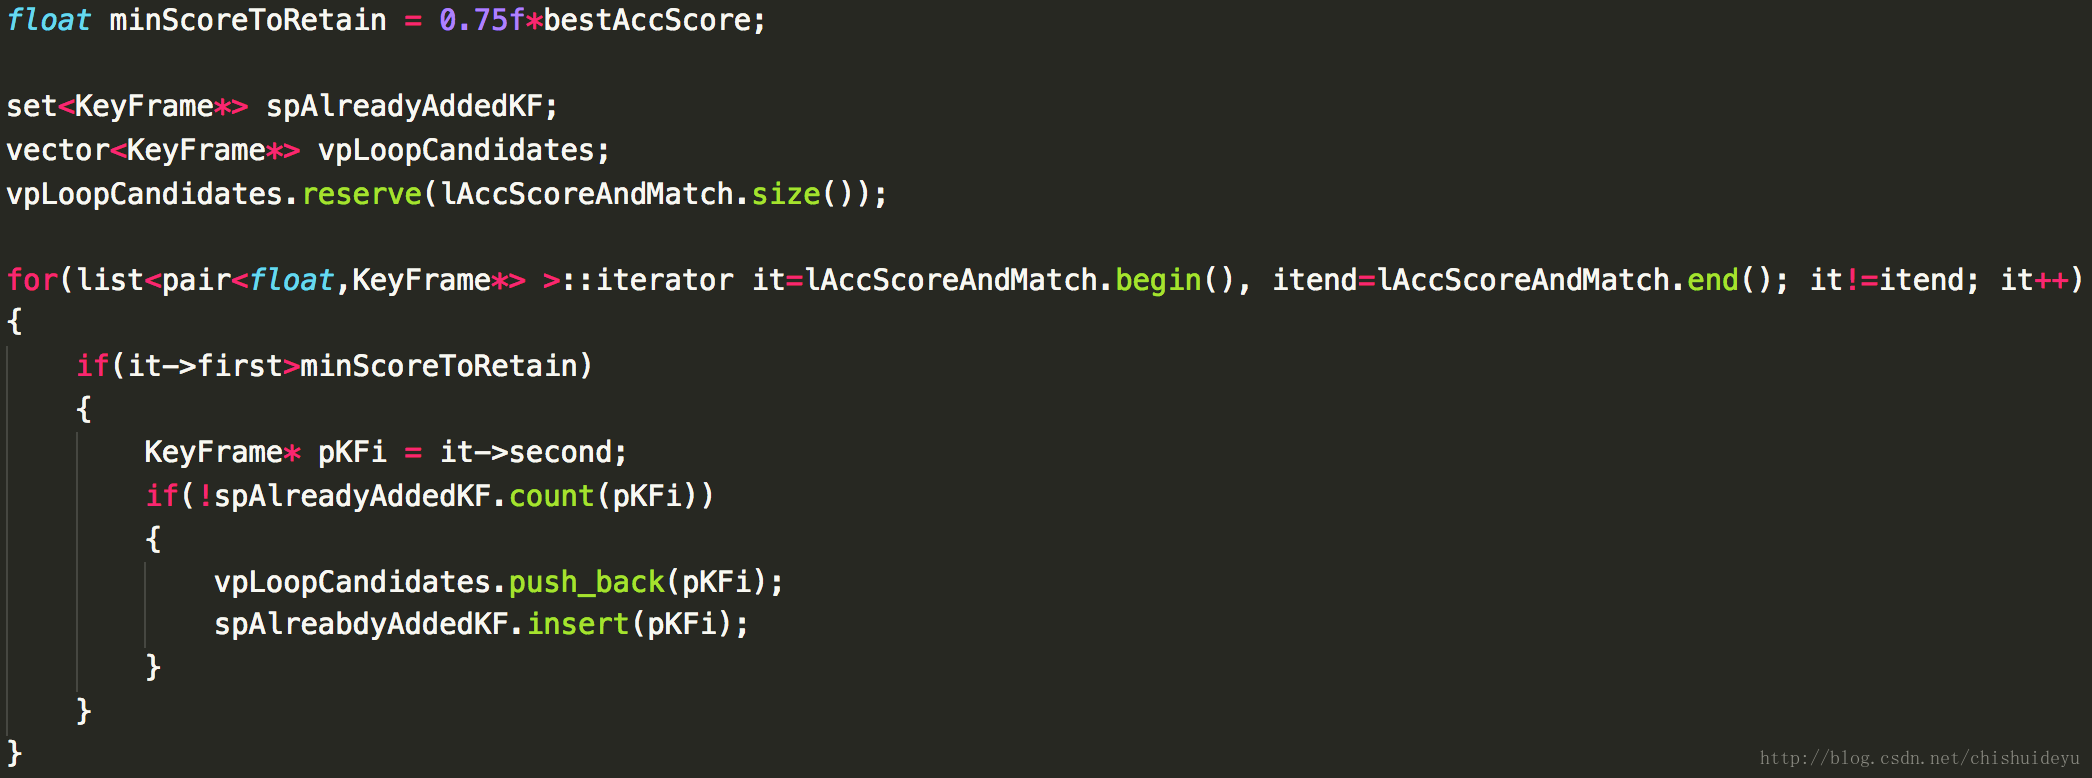 float minScoreToRetain = 0.75f*bestAccScore;
set<KeyFrame*> spAlreadyAddedKF;
vector<KeyFrame*> vpLoopCandidates;
vpLoopCandidates.reserve(lAccScoreAndMatch.size());
for(list<pair<float,KeyFrame*> >::iterator it=lAccScoreAndMatch.begin(), itend=lAccScoreAndMatch.end(); it!=itend; it++)
{
    if(it->first>minScoreToRetain)
    {
        KeyFrame* pKFi = it->second;
        if(!spAlreadyAddedKF.count(pKFi))
        {
            vpLoopCandidates.push_back(pKFi);
            spAlreabdyAddedKF.insert(pKFi);
        }
    }
}
http://blog.csdn.net/chishuideyu